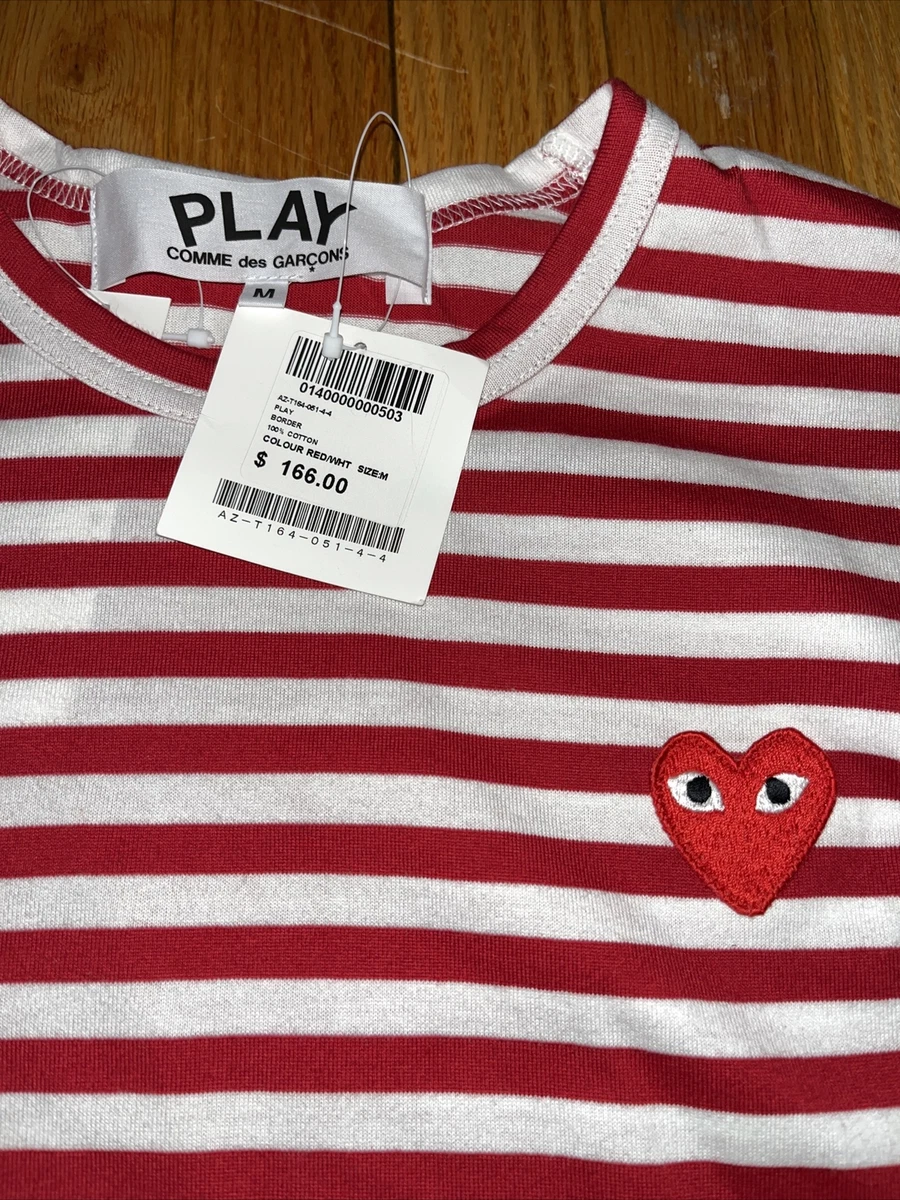 PLAY
COMME des GARÇONS
*
M
0140000000503
AZ-T164-051-4-4
PLAY
BORDER
100% COTTON
COLOUR RED/WHT SIZE:M
$ 166.00
AZ-T164-051-4-4